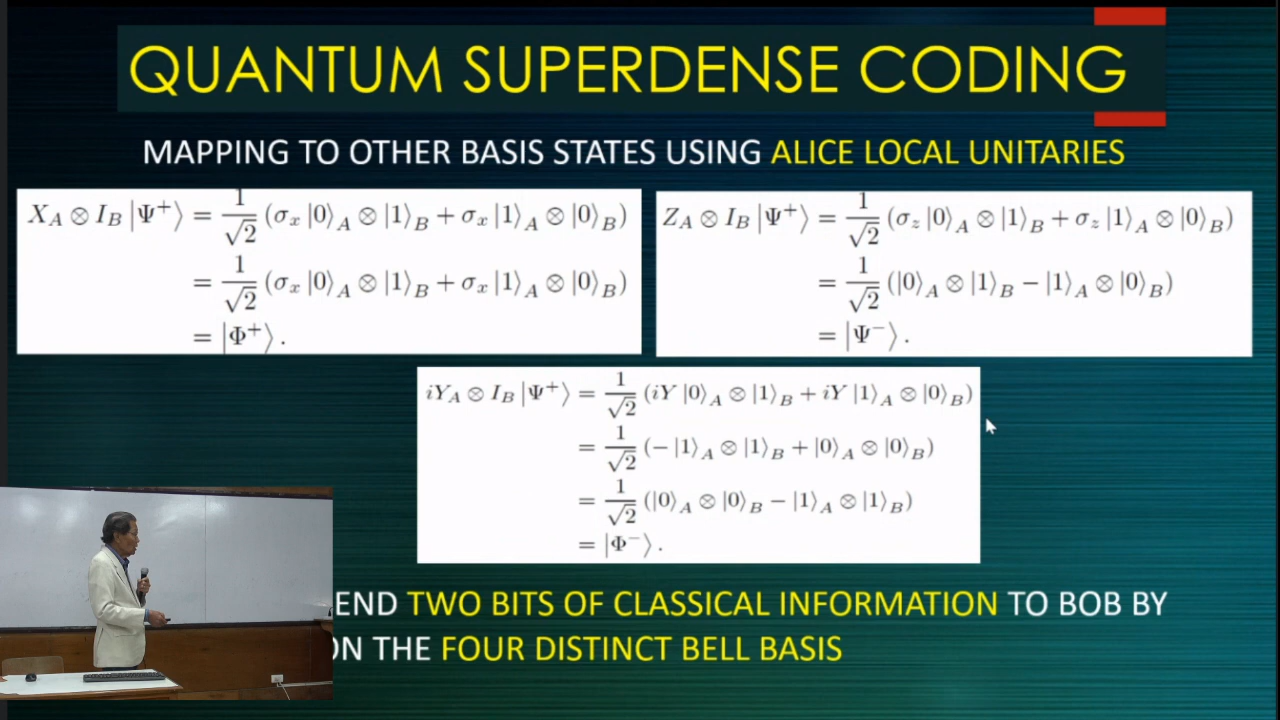 QUANTUM SUPERDENSE CODING
MAPPING TO OTHER BASIS STATES USING ALICE LOCAL UNITARIES
X_A ⊗ I_B |Ψ⁺⟩ = 1/√2 (σ_x |0⟩_A ⊗ |1⟩_B + σ_x |1⟩_A ⊗ |0⟩_B)
= 1/√2 (σ_x |0⟩_A ⊗ |1⟩_B + σ_x |1⟩_A ⊗ |0⟩_B)
= |Φ⁺⟩ .
Z_A ⊗ I_B |Ψ⁺⟩ = 1/√2 (σ_z |0⟩_A ⊗ |1⟩_B + σ_z |1⟩_A ⊗ |0⟩_B)
= 1/√2 (|0⟩_A ⊗ |1⟩_B − |1⟩_A ⊗ |0⟩_B)
= |Ψ⁻⟩ .
iY_A ⊗ I_B |Ψ⁺⟩ = 1/√2 (iY |0⟩_A ⊗ |1⟩_B + iY |1⟩_A ⊗ |0⟩_B)
= 1/√2 (− |1⟩_A ⊗ |1⟩_B + |0⟩_A ⊗ |0⟩_B)
= 1/√2 (|0⟩_A ⊗ |0⟩_B − |1⟩_A ⊗ |1⟩_B)
= |Φ⁻⟩ .
END TWO BITS OF CLASSICAL INFORMATION TO BOB BY
ON THE FOUR DISTINCT BELL BASIS